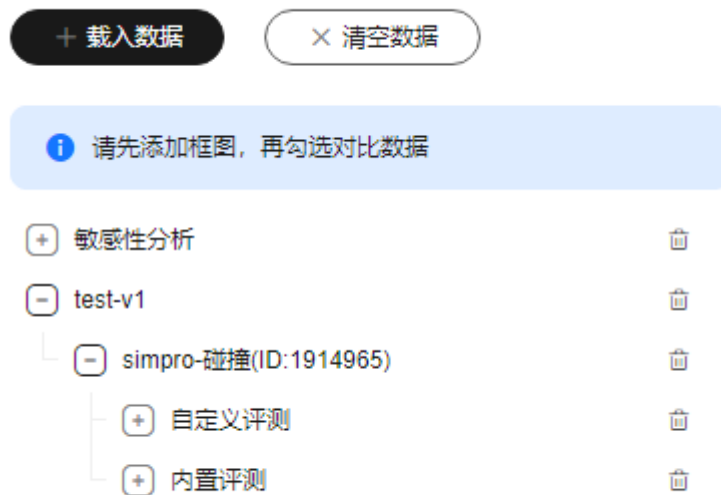 载入数据 清空数据
请先添加框图，再勾选对比数据
敏感性分析
test-v1
simpro-碰撞(ID:1914965)
自定义评测
内置评测